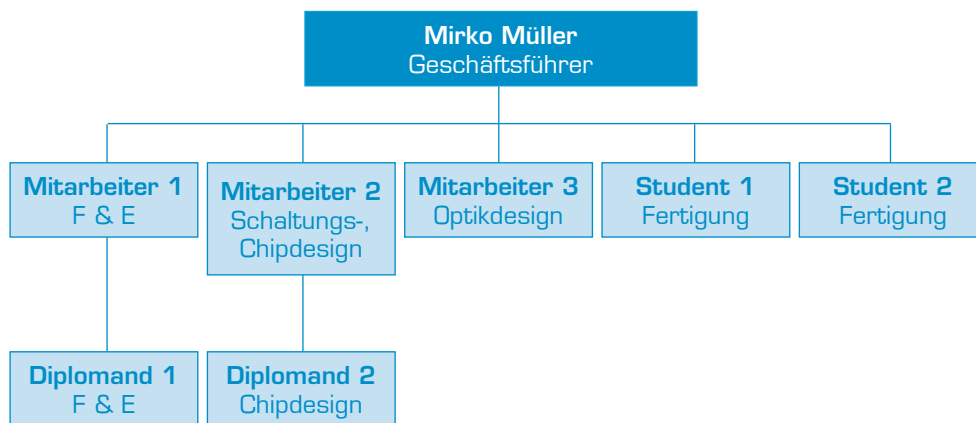 Mirko Müller
Geschäftsführer
Mitarbeiter 1
F & E
Mitarbeiter 2
Schaltungs-,
Chipdesign
Mitarbeiter 3
Optikdesign
Student 1
Fertigung
Student 2
Fertigung
Diplomand 1
F & E
Diplomand 2
Chipdesign